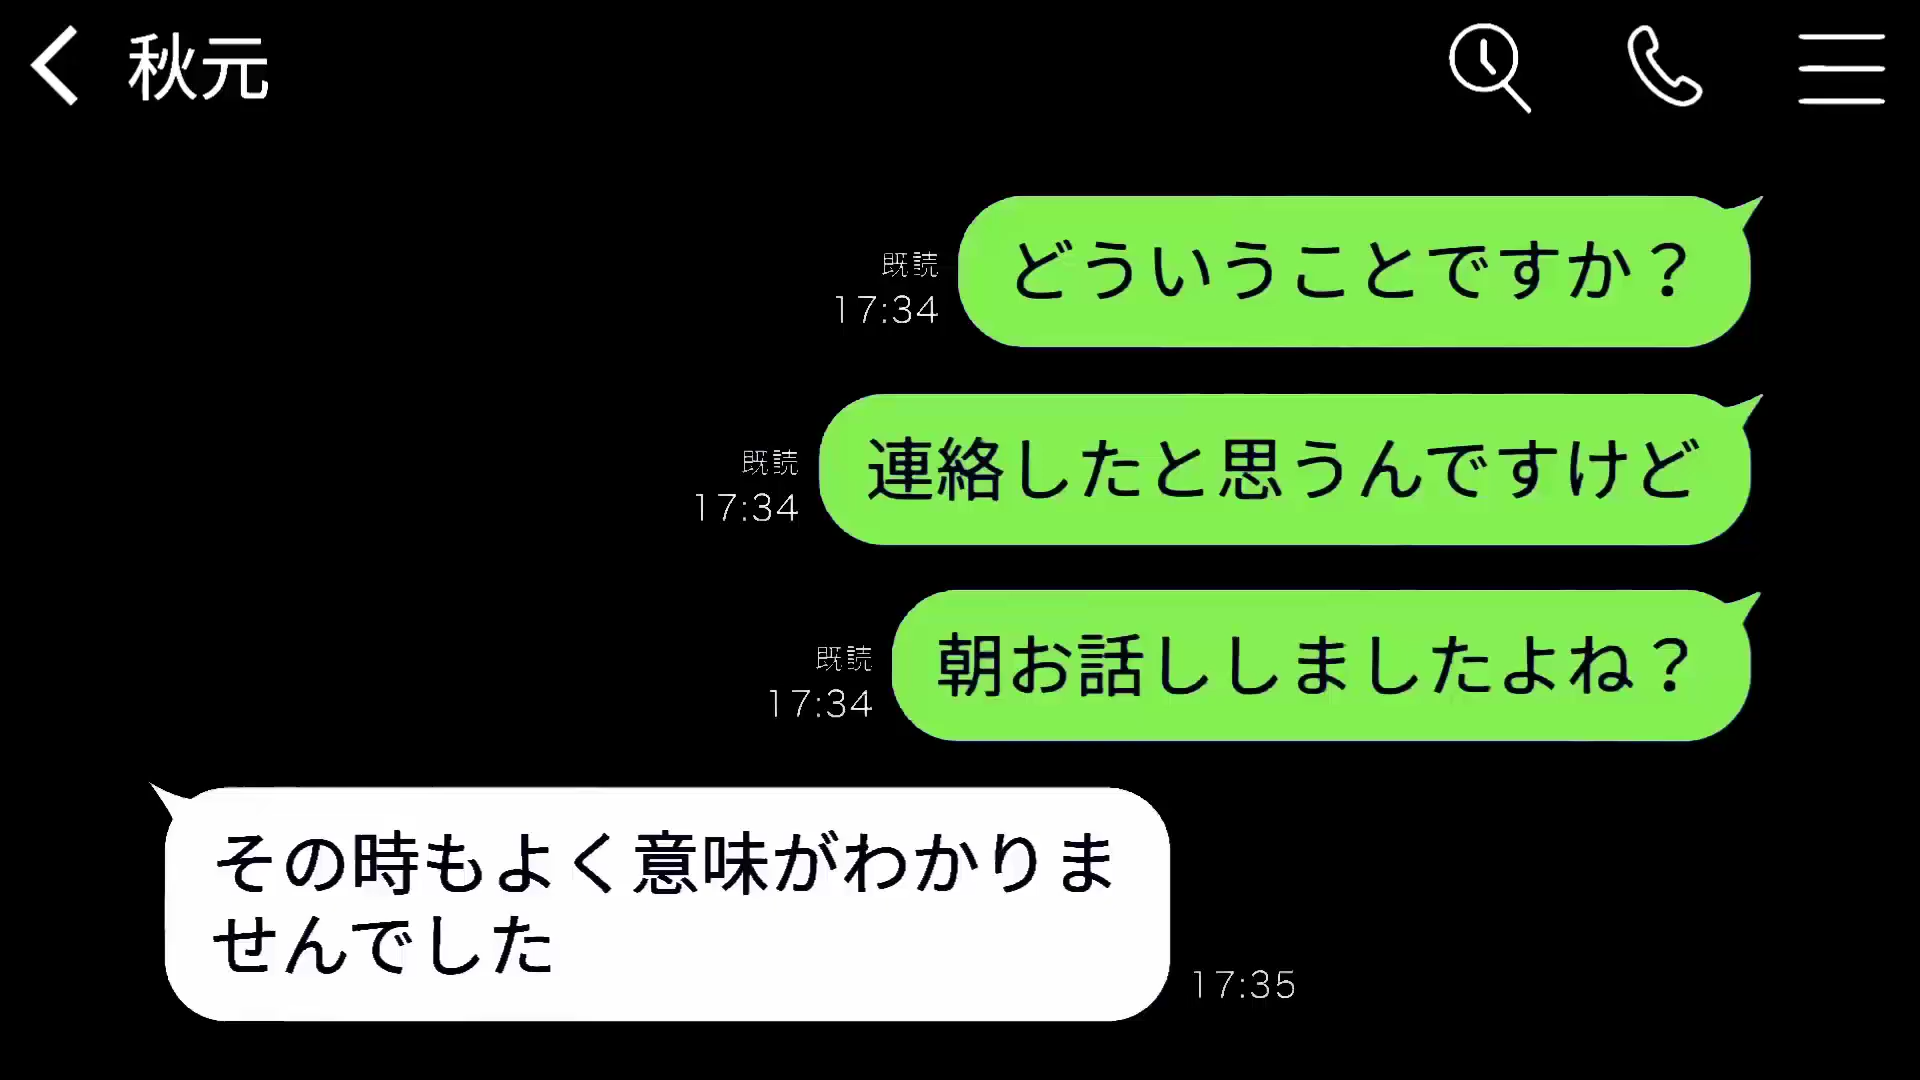 秋元
どういうことですか？
既読
17:34
連絡したと思うんですけど
既読
17:34
朝お話ししましたよね？
既読
17:34
その時もよく意味がわかりま
せんでした
17:35